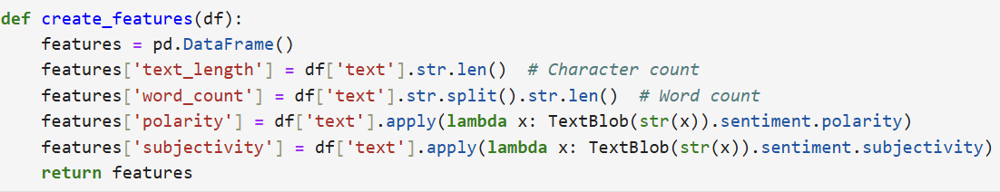 def create_features(df):
    features = pd.DataFrame()
    features['text_length'] = df['text'].str.len()  # Character count
    features['word_count'] = df['text'].str.split().str.len()  # Word count
    features['polarity'] = df['text'].apply(lambda x: TextBlob(str(x)).sentiment.polarity)
    features['subjectivity'] = df['text'].apply(lambda x: TextBlob(str(x)).sentiment.subjectivity)
    return features